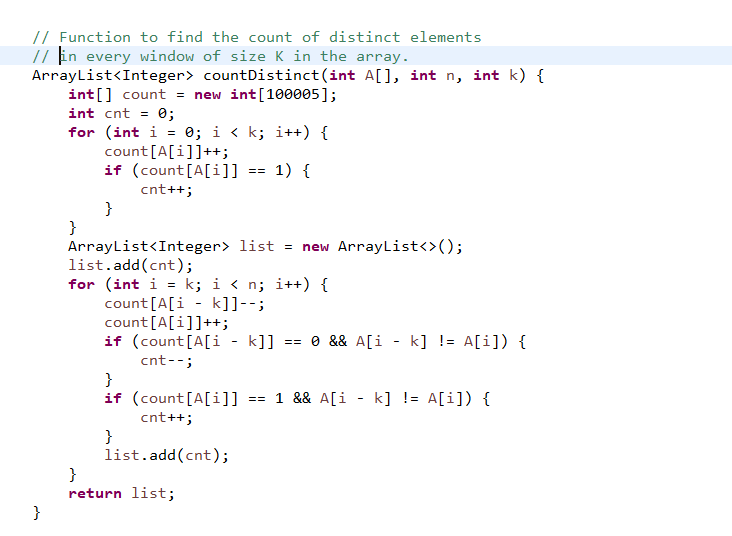 // Function to find the count of distinct elements
// in every window of size K in the array.
ArrayList<Integer> countDistinct(int A[], int n, int k) {
    int[] count = new int[100005];
    int cnt = 0;
    for (int i = 0; i < k; i++) {
        count[A[i]]++;
        if (count[A[i]] == 1) {
            cnt++;
        }
    }
    ArrayList<Integer> list = new ArrayList<>();
    list.add(cnt);
    for (int i = k; i < n; i++) {
        count[A[i - k]]--;
        count[A[i]]++;
        if (count[A[i - k]] == 0 && A[i - k] != A[i]) {
            cnt--;
        }
        if (count[A[i]] == 1 && A[i - k] != A[i]) {
            cnt++;
        }
        list.add(cnt);
    }
    return list;
}